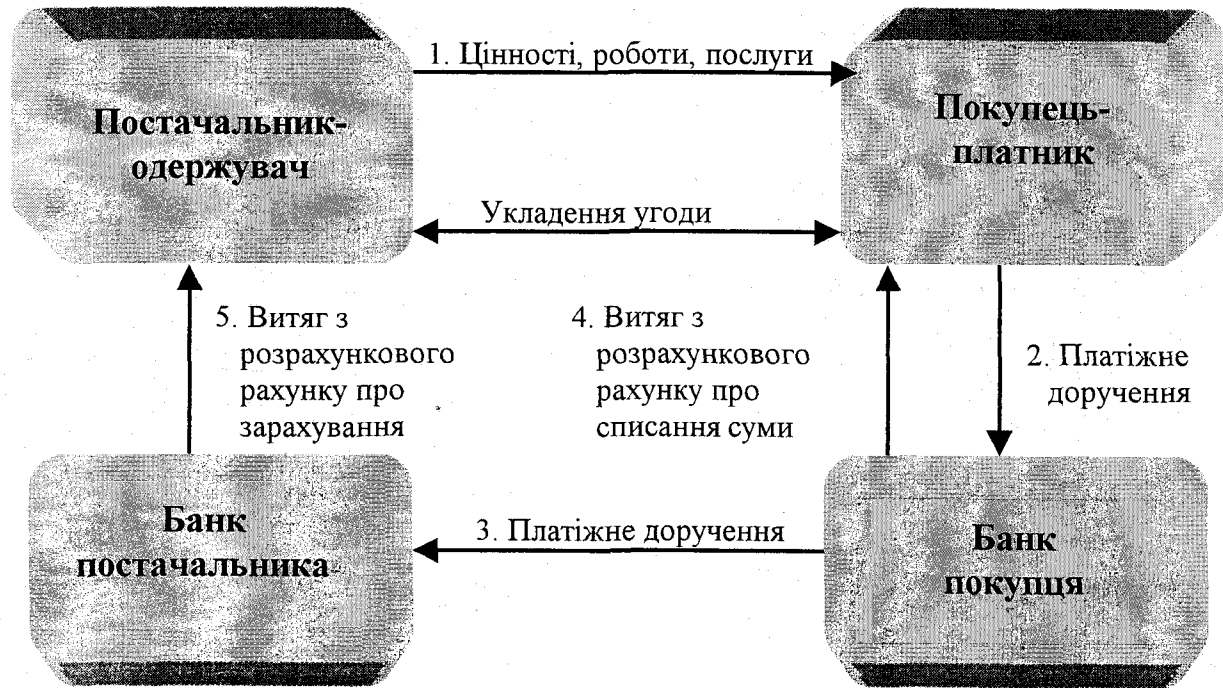 1. Цінності, роботи, послуги
Постачальник-
одержувач
Покупець-
платник
Укладення угоди
5. Витяг з
розрахункового
рахунку про
зарахування
4. Витяг з
розрахункового
рахунку про
списання суми
2. Платіжне
доручення
Банк
постачальника
3. Платіжне доручення
Банк
покупця